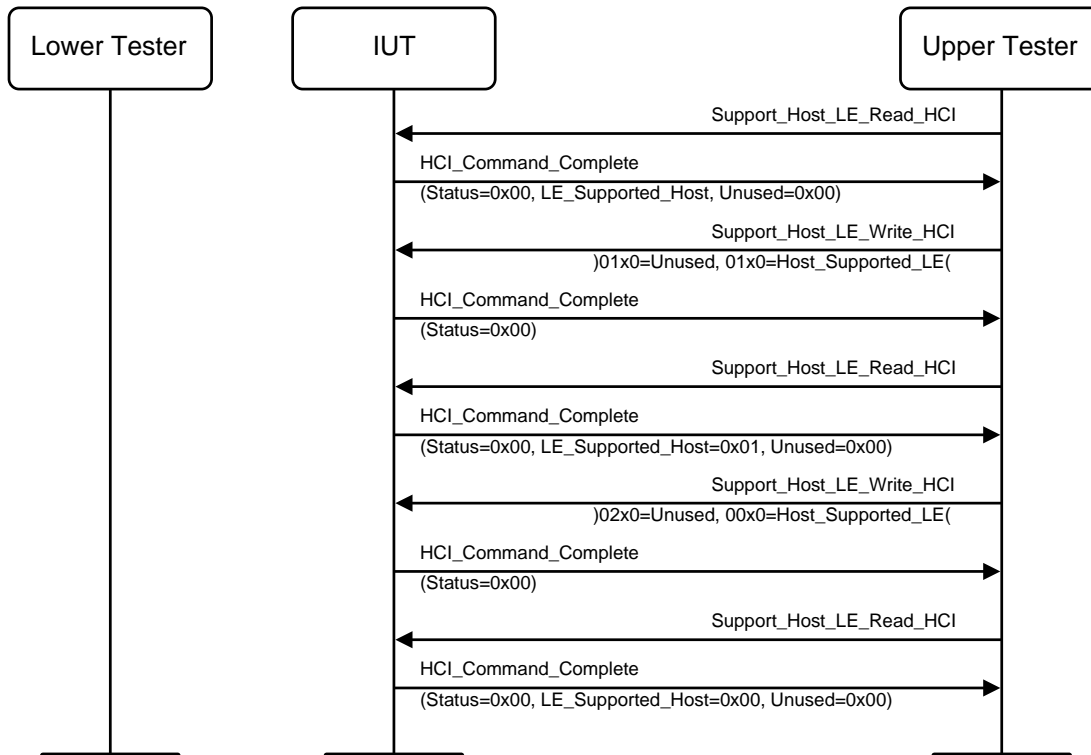 Lower Tester
IUT
Upper Tester
Support_Host_LE_Read_HCI
HCI_Command_Complete
(Status=0x00, LE_Supported_Host, Unused=0x00)
Support_Host_LE_Write_HCI
)01x0=Unused, 01x0=Host_Supported_LE(
HCI_Command_Complete
(Status=0x00)
Support_Host_LE_Read_HCI
HCI_Command_Complete
(Status=0x00, LE_Supported_Host=0x01, Unused=0x00)
Support_Host_LE_Write_HCI
)02x0=Unused, 00x0=Host_Supported_LE(
HCI_Command_Complete
(Status=0x00)
Support_Host_LE_Read_HCI
HCI_Command_Complete
(Status=0x00, LE_Supported_Host=0x00, Unused=0x00)